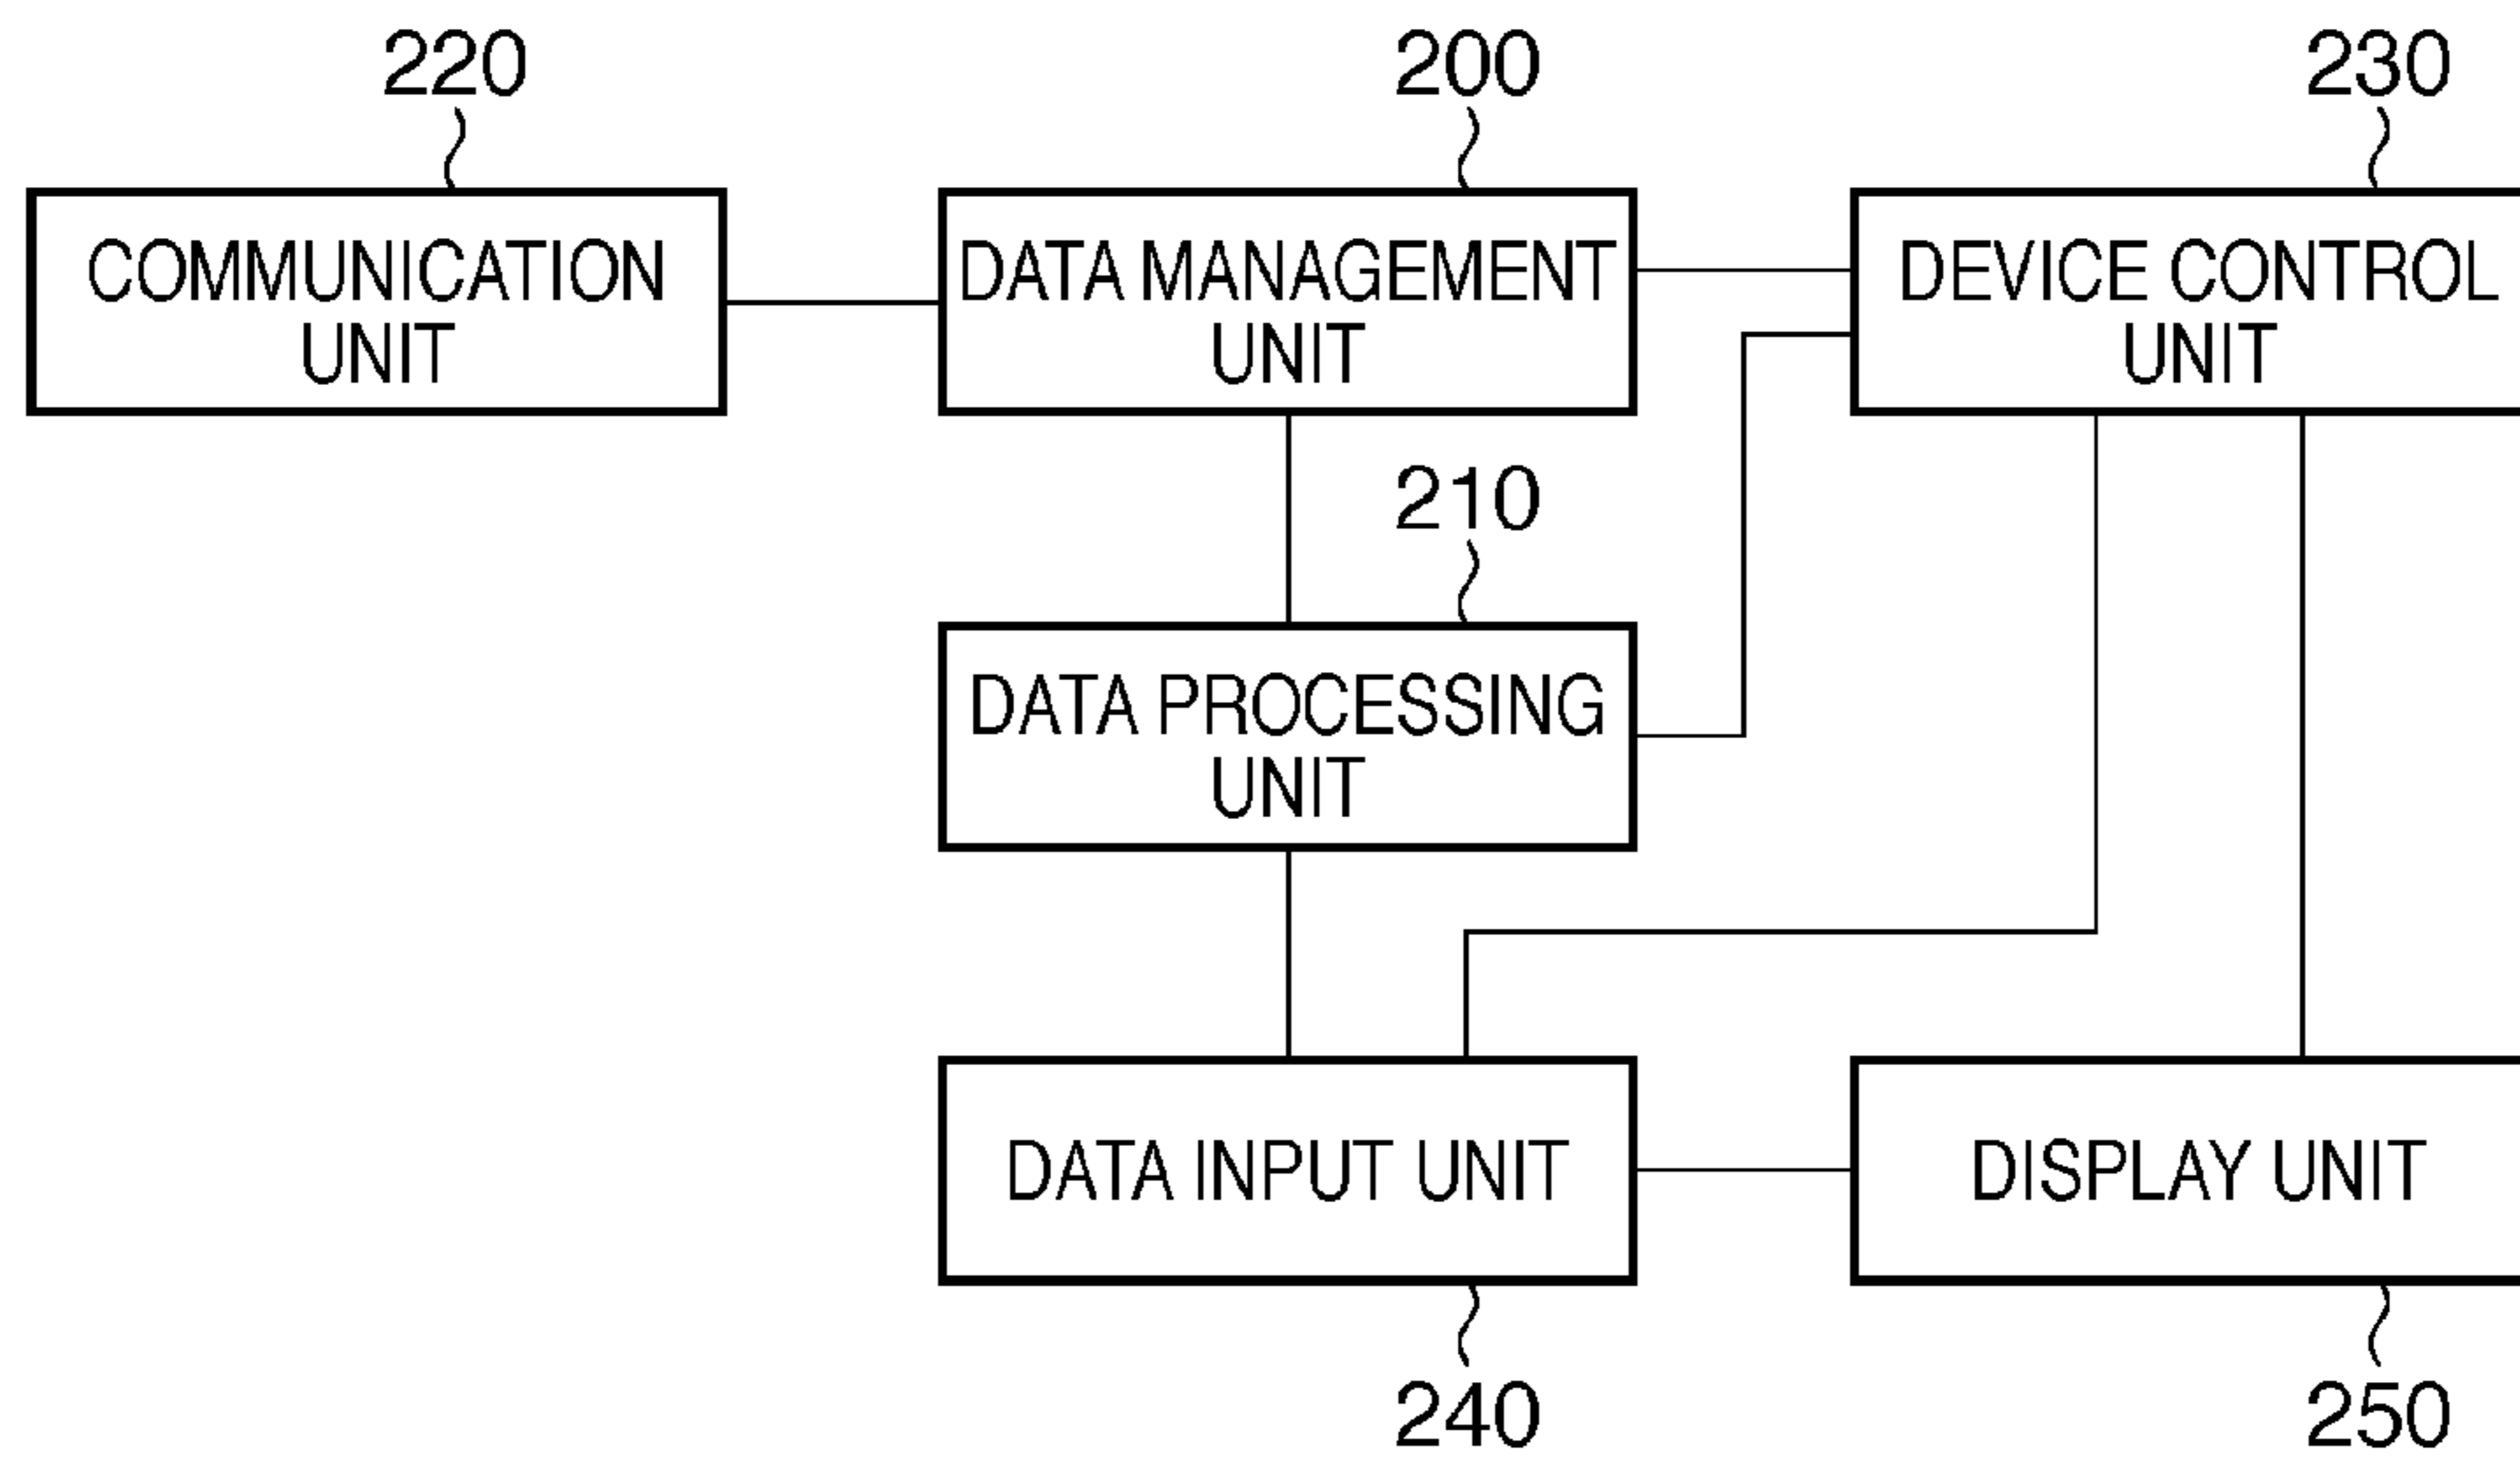 220
200
230
COMMUNICATION
UNIT
DATA MANAGEMENT
UNIT
DEVICE CONTROL
UNIT
210
DATA PROCESSING
UNIT
DATA INPUT UNIT
DISPLAY UNIT
240
250